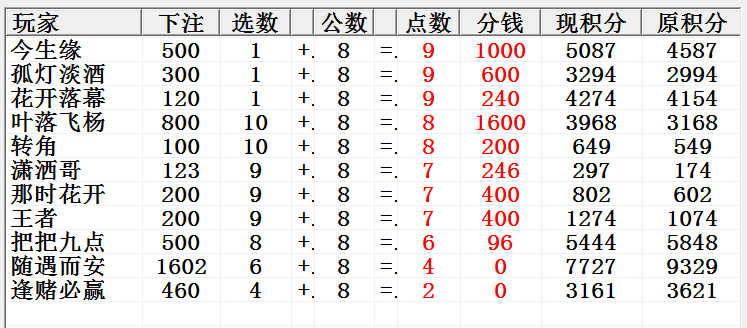 玩家 下注 选数 公数 点数 分钱 现积分 原积分
今生缘 500 1 +. 8 =. 9 1000 5087 4587
孤灯淡酒 300 1 +. 8 =. 9 600 3294 2994
花开落幕 120 1 +. 8 =. 9 240 4274 4154
叶落飞杨 800 10 +. 8 =. 8 1600 3968 3168
转角 100 10 +. 8 =. 8 200 649 549
潇洒哥 123 9 +. 8 =. 7 246 297 174
那时花开 200 9 +. 8 =. 7 400 802 602
王者 200 9 +. 8 =. 7 400 1274 1074
把把九点 500 8 +. 8 =. 6 96 5444 5848
随遇而安 1602 6 +. 8 =. 4 0 7727 9329
逢赌必赢 460 4 +. 8 =. 2 0 3161 3621